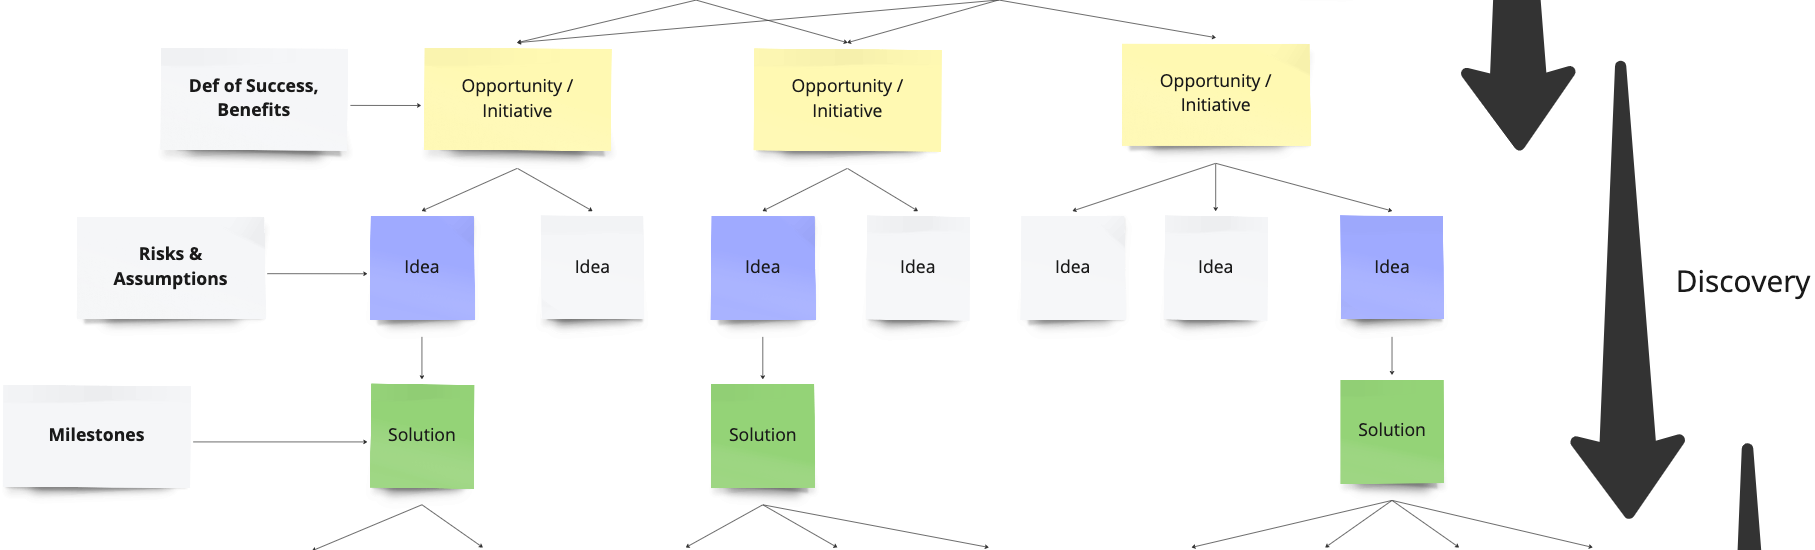 Def of Success,
Benefits
Opportunity /
Initiative
Opportunity /
Initiative
Opportunity /
Initiative
Risks &
Assumptions
Idea
Idea
Idea
Idea
Idea
Idea
Idea
Discovery
Milestones
Solution
Solution
Solution